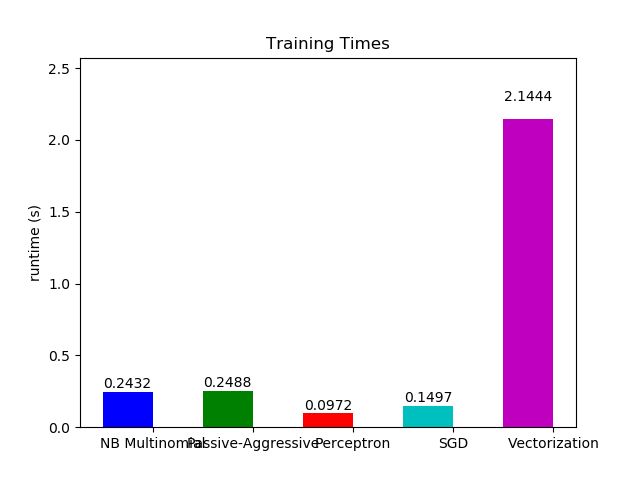 Training Times
2.5
2.0
1.5
1.0
0.5
0.0
runtime (s)
0.2432
0.2488
0.0972
0.1497
2.1444
NB Multinomial
Passive-Aggressive
Perceptron
SGD
Vectorization